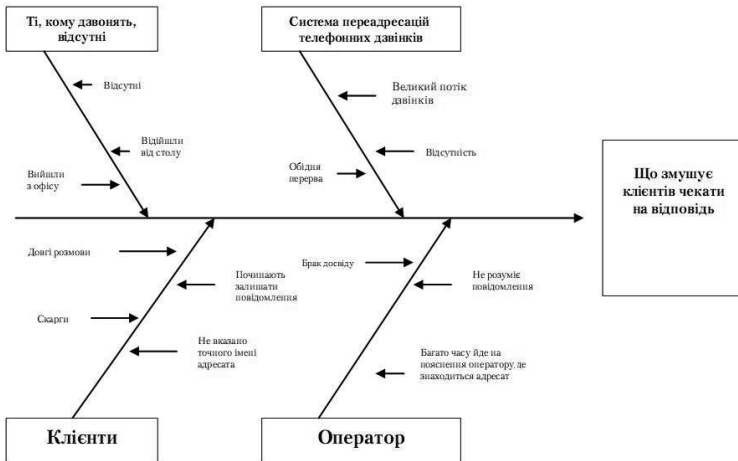 Ті, кому дзвонять,
відсутні
Система переадресацій
телефонних дзвінків
Відсутні
Великий потік
дзвінків
Відійшли
від столу
Відсутність
Вийшли
з офісу
Обідня
перерва
Що змушує
клієнтів чекати
на відповідь
Довгі розмови
Брак досвіду
Починають
залишати
повідомлення
Не розуміє
повідомлення
Скарги
Не вказано
точного імені
адресата
Багато часу йде на
пояснення оператору, де
знаходиться адресат
Клієнти
Оператор